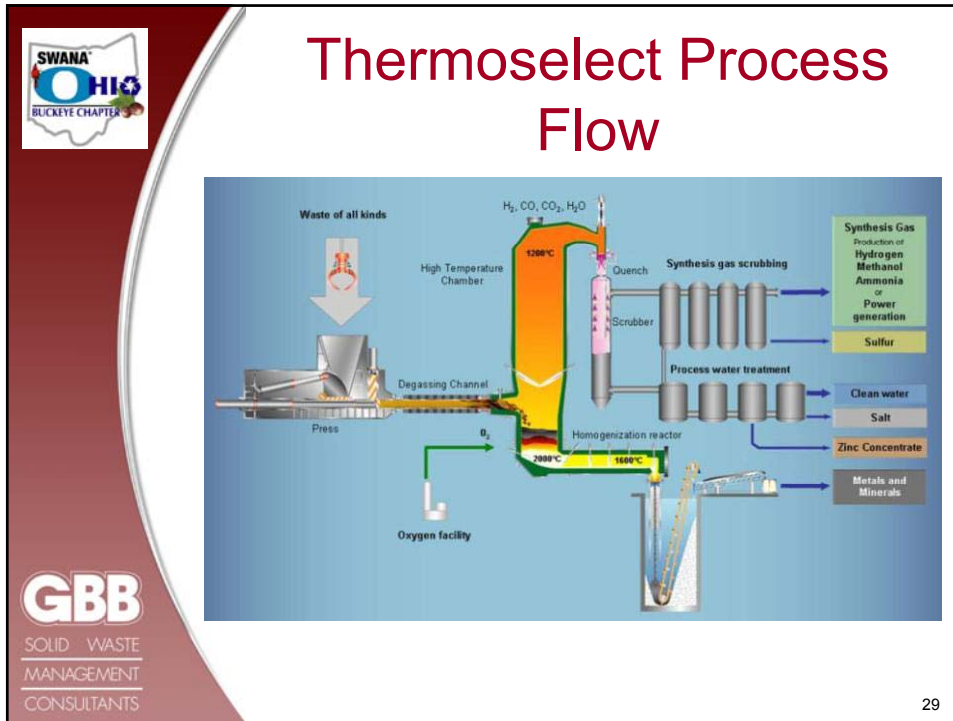 SWANA®
OHIO
BUCKEYE CHAPTER
Thermoselect Process
Flow
Waste of all kinds
H₂, CO, CO₂, H₂O
1200°C
High Temperature
Chamber
Quench
Scrubber
Synthesis gas scrubbing
Synthesis Gas
Production of
Hydrogen
Methanol
Ammonia
or
Power
generation
Sulfur
Process water treatment
Clean water
Salt
Zinc Concentrate
Degassing Channel
Press
O₂
Homogenization reactor
2000°C
1600°C
Metals and
Minerals
Oxygen facility
GBB
SOLID WASTE
MANAGEMENT
CONSULTANTS
29